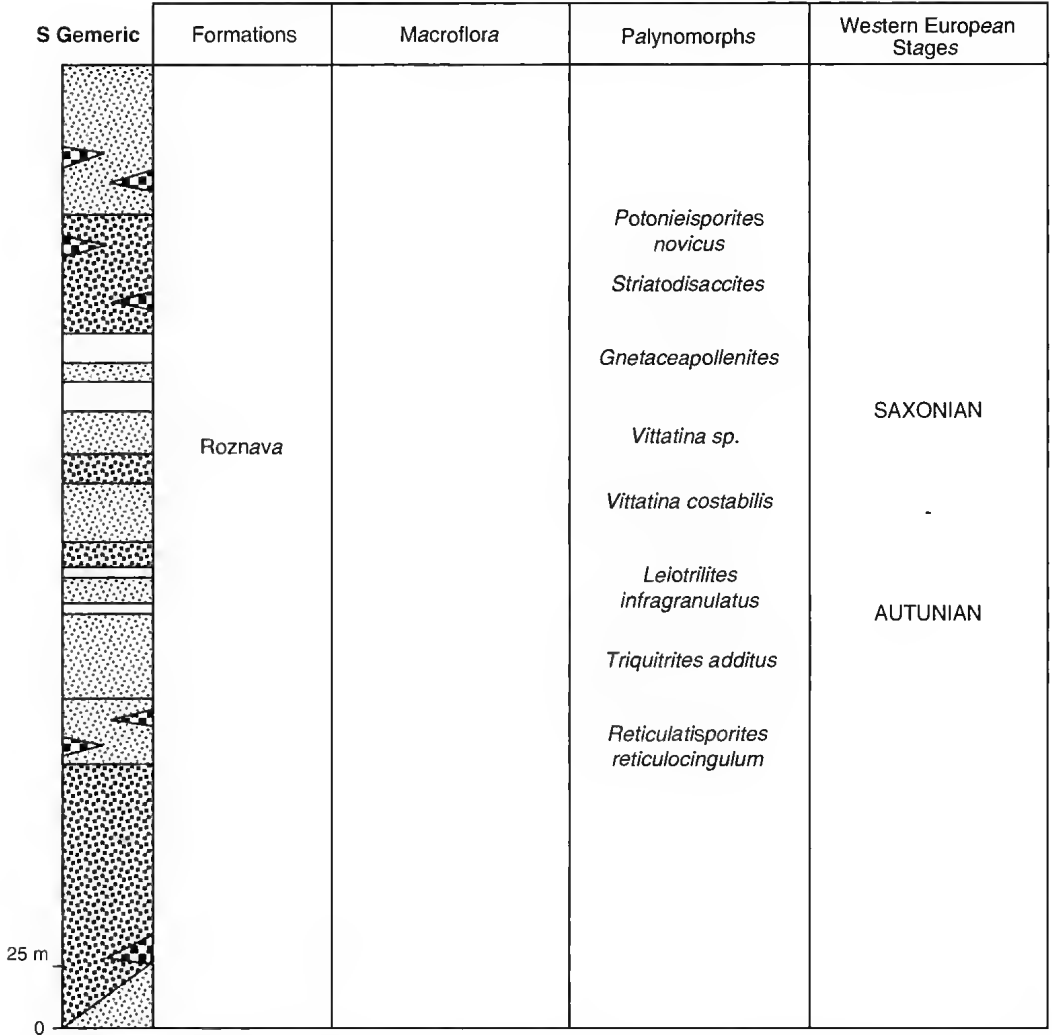 S Gemeric
Formations
Macroflora
Palynomorphs
Western European
Stages
Potonieisporites
novicus
Striatodisaccites
Gnetaceapollenites
SAXONIAN
Roznava
Vittatina sp.
Vittatina costabilis
-
Leiotrilites
infragranulatus
AUTUNIAN
Triquitrites additus
Reticulatisporites
reticulocingulum
25 m
0